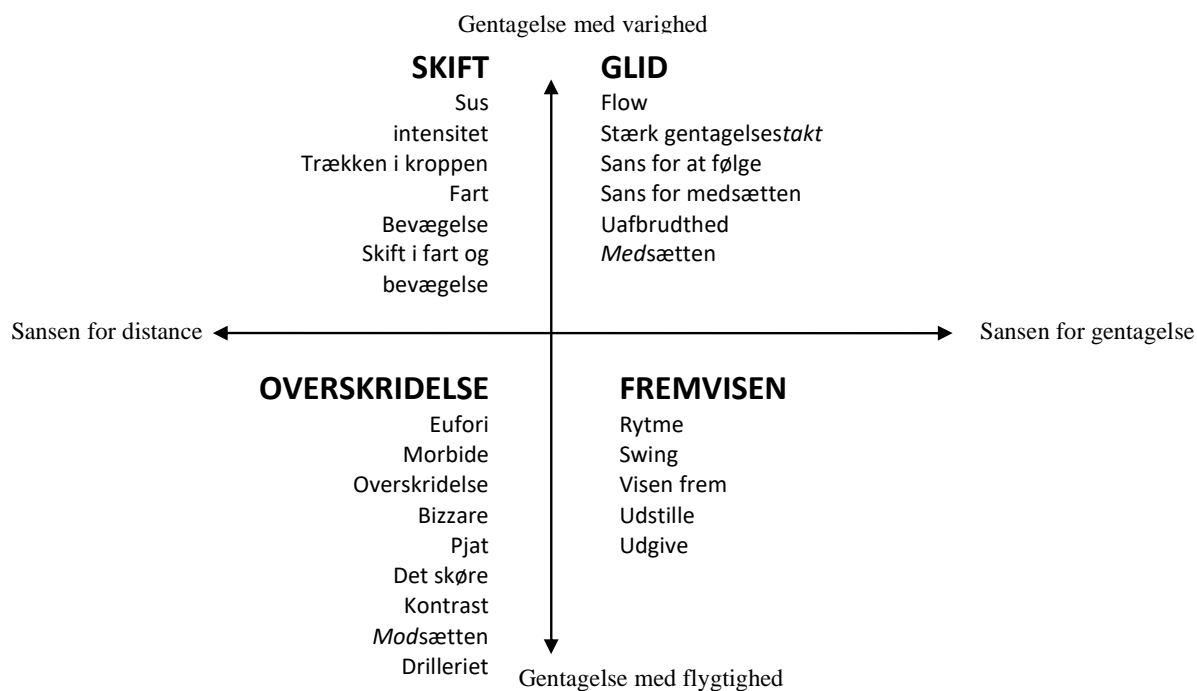 Gentagelse med varighed
SKIFT
Sus
intensitet
Trækken i kroppen
Fart
Bevægelse
Skift i fart og
bevægelse
GLID
Flow
Stærk gentagelsestakt
Sans for at følge
Sans for medsætten
Uafbrudthed
Medsætten
Sansen for distance
Sansen for gentagelse
OVERSKRIDELSE
Eufori
Morbide
Overskridelse
Bizzare
Pjat
Det skøre
Kontrast
Modsætten
Drilleriet
FREMVISEN
Rytme
Swing
Visen frem
Udstille
Udgive
Gentagelse med flygtighed